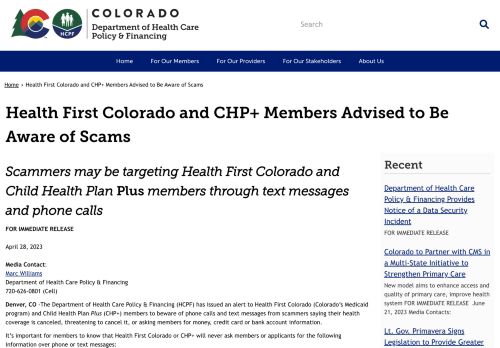 COLORADO
Department of Health Care
Policy & Financing
HCPF
Search
Home
For Our Members
For Our Providers
For Our Stakeholders
About Us
Home › Health First Colorado and CHP+ Members Advised to Be Aware of Scams
Health First Colorado and CHP+ Members Advised to Be
Aware of Scams
Scammers may be targeting Health First Colorado and
Child Health Plan Plus members through text messages
and phone calls
FOR IMMEDIATE RELEASE
April 28, 2023
Media Contact:
Marc Williams
Department of Health Care Policy & Financing
720-626-0801 (Cell)
Denver, CO -The Department of Health Care Policy & Financing (HCPF) has issued an alert to Health First Colorado (Colorado's Medicaid
program) and Child Health Plan Plus (CHP+) members to beware of phone calls and text messages from scammers saying their health
coverage is canceled, threatening to cancel it, or asking members for money, credit card or bank account information.
It's important for members to know that Health First Colorado or CHP+ will never ask members or applicants for the following
information over phone or text messages:
Recent
Department of Health Care
Policy & Financing Provides
Notice of a Data Security
Incident
FOR IMMEDIATE RELEASE
Colorado to Partner with CMS in
a Multi-State Initiative to
Strengthen Primary Care
New model aims to enhance access and
quality of primary care, improve health
system FOR IMMEDIATE RELEASE June
21, 2023 Media Contacts:
Lt. Gov. Primavera Signs
Legislation to Provide Greater